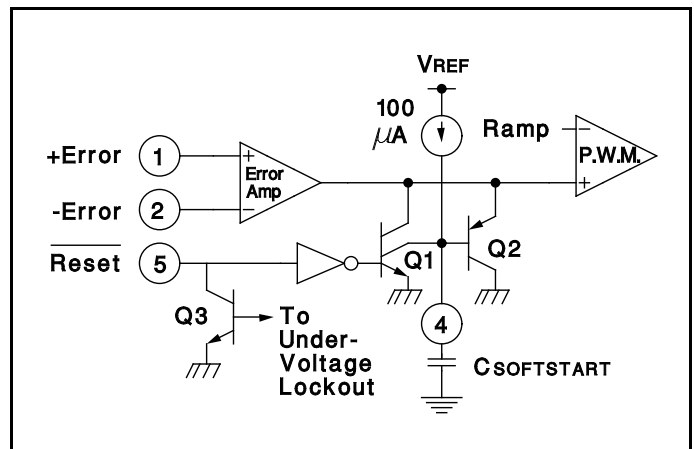 VREF
100
µA
Ramp
P.W.M.
+Error
1
+
Error
Amp
−
-Error
2
Reset
5
Q1
Q2
Q3
To
Under-
Voltage
Lockout
4
CSOFTSTART
−
+